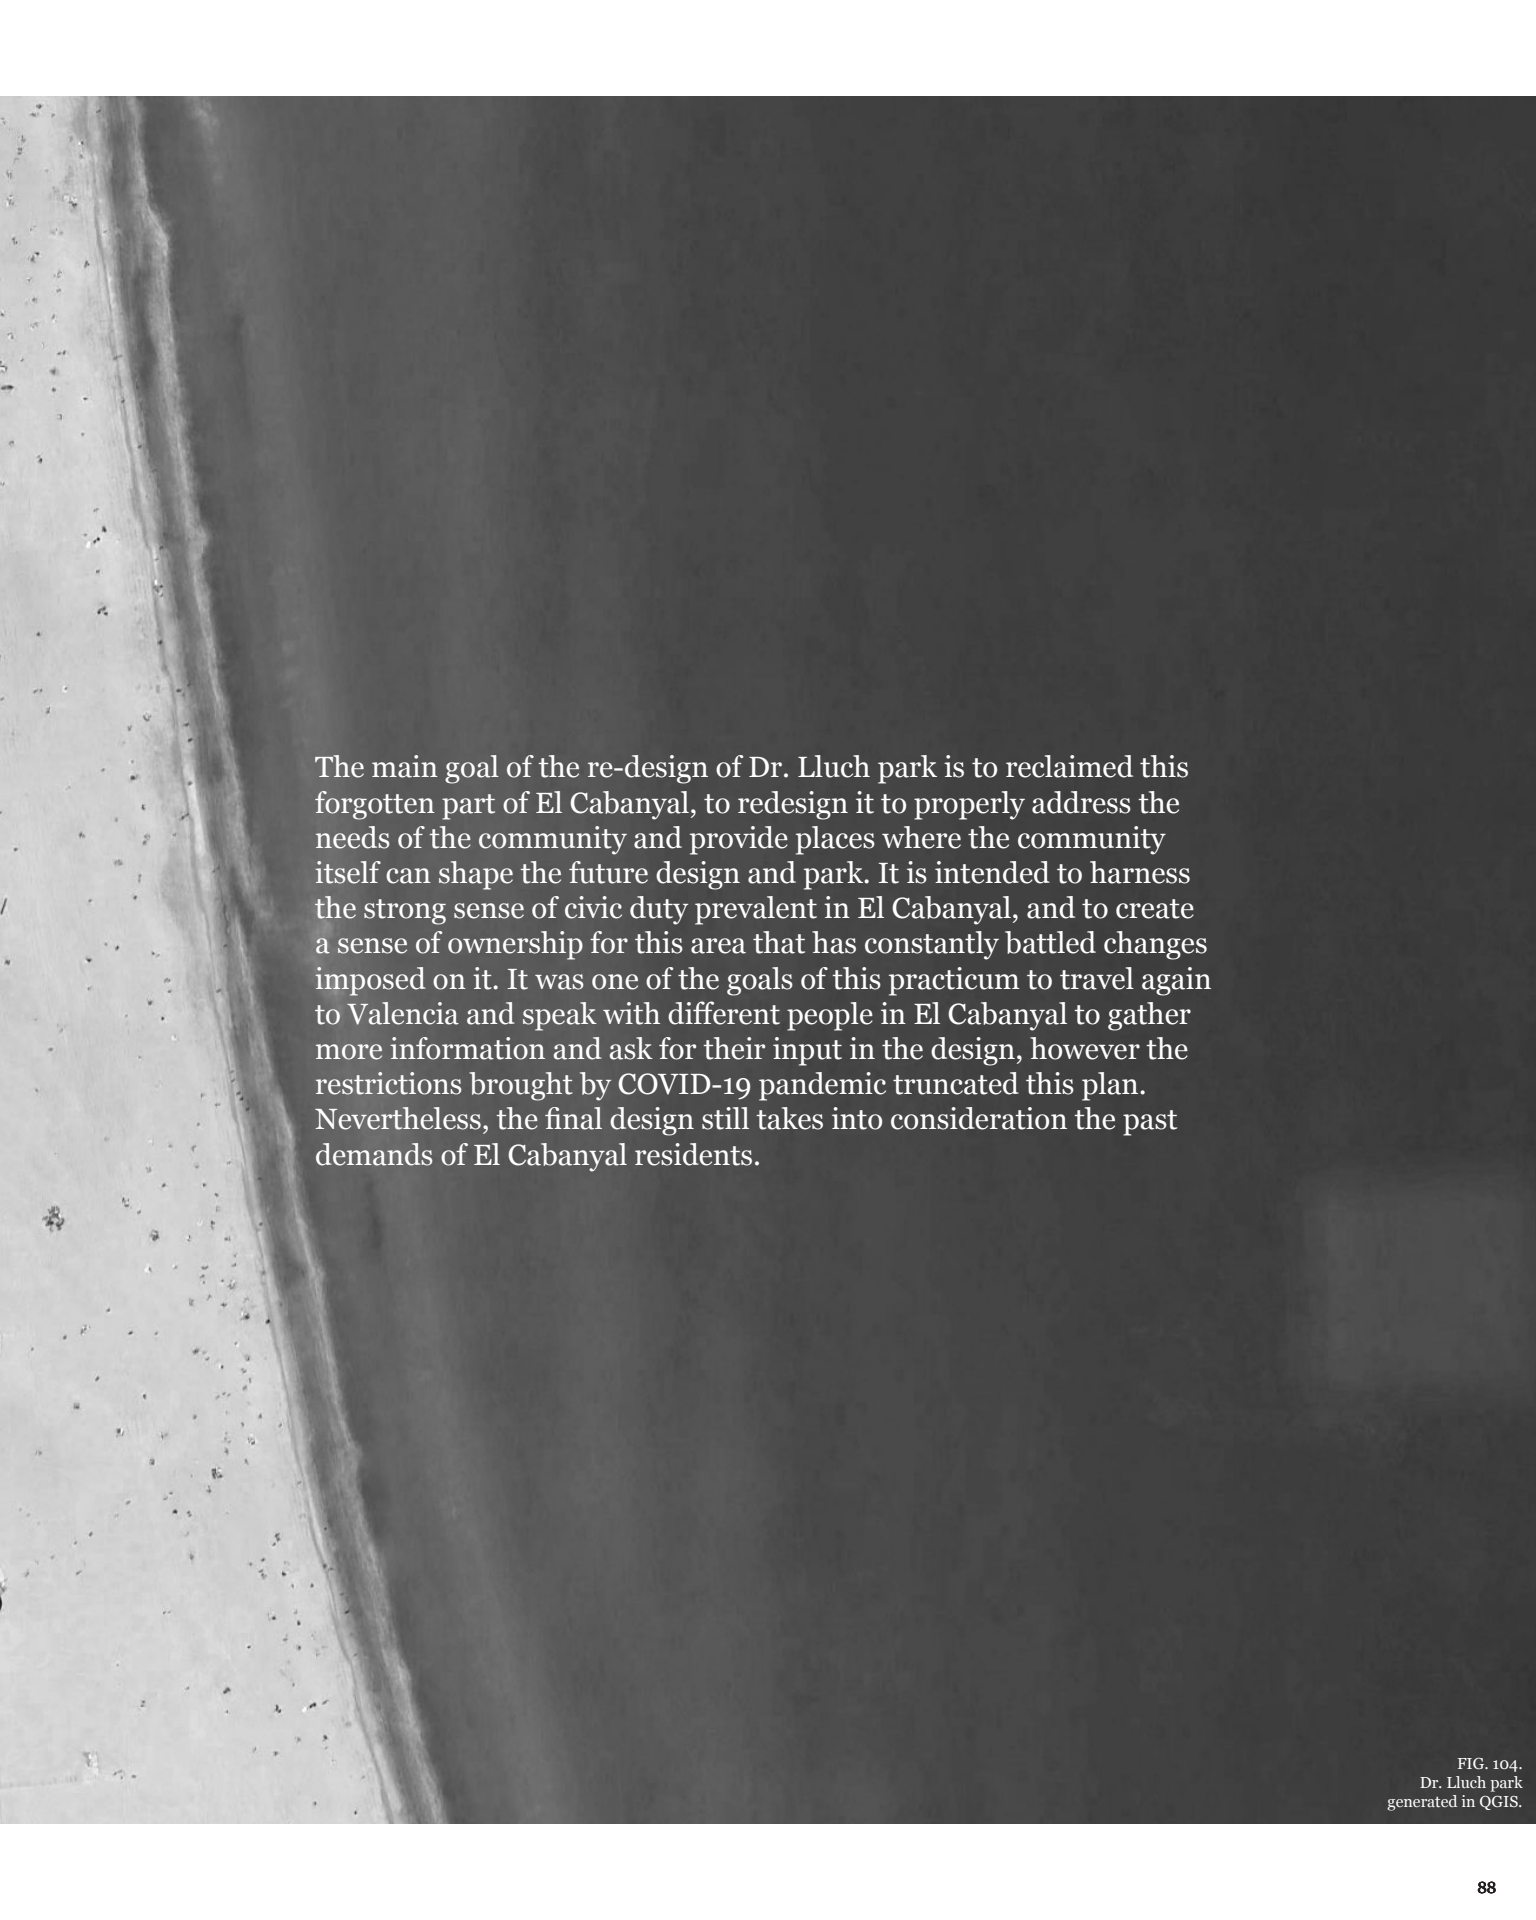 The main goal of the re-design of Dr. Lluch park is to reclaimed this
forgotten part of El Cabanyal, to redesign it to properly address the
needs of the community and provide places where the community
itself can shape the future design and park. It is intended to harness
the strong sense of civic duty prevalent in El Cabanyal, and to create
a sense of ownership for this area that has constantly battled changes
imposed on it. It was one of the goals of this practicum to travel again
to Valencia and speak with different people in El Cabanyal to gather
more information and ask for their input in the design, however the
restrictions brought by COVID-19 pandemic truncated this plan.
Nevertheless, the final design still takes into consideration the past
demands of El Cabanyal residents.
FIG. 104.
Dr. Lluch park
generated in QGIS.
88